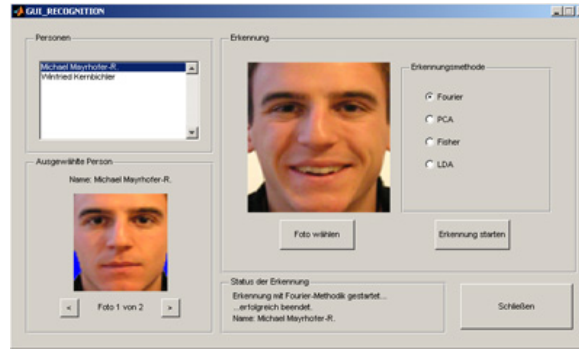 GUI_RECOGNITION
Personen
Michael Mayrhofer-R.
Winfried Kernbichler
Ausgewählte Person
Name: Michael Mayrhofer-R.
<
Foto 1 von 2
>
Erkennung
Foto wählen
Erkennungsmethode
Fourier
PCA
Fisher
LDA
Erkennung starten
Status der Erkennung
Erkennung mit Fourier-Methodik gestartet...
...erfolgreich beendet.
Name: Michael Mayrhofer-R.
Schließen